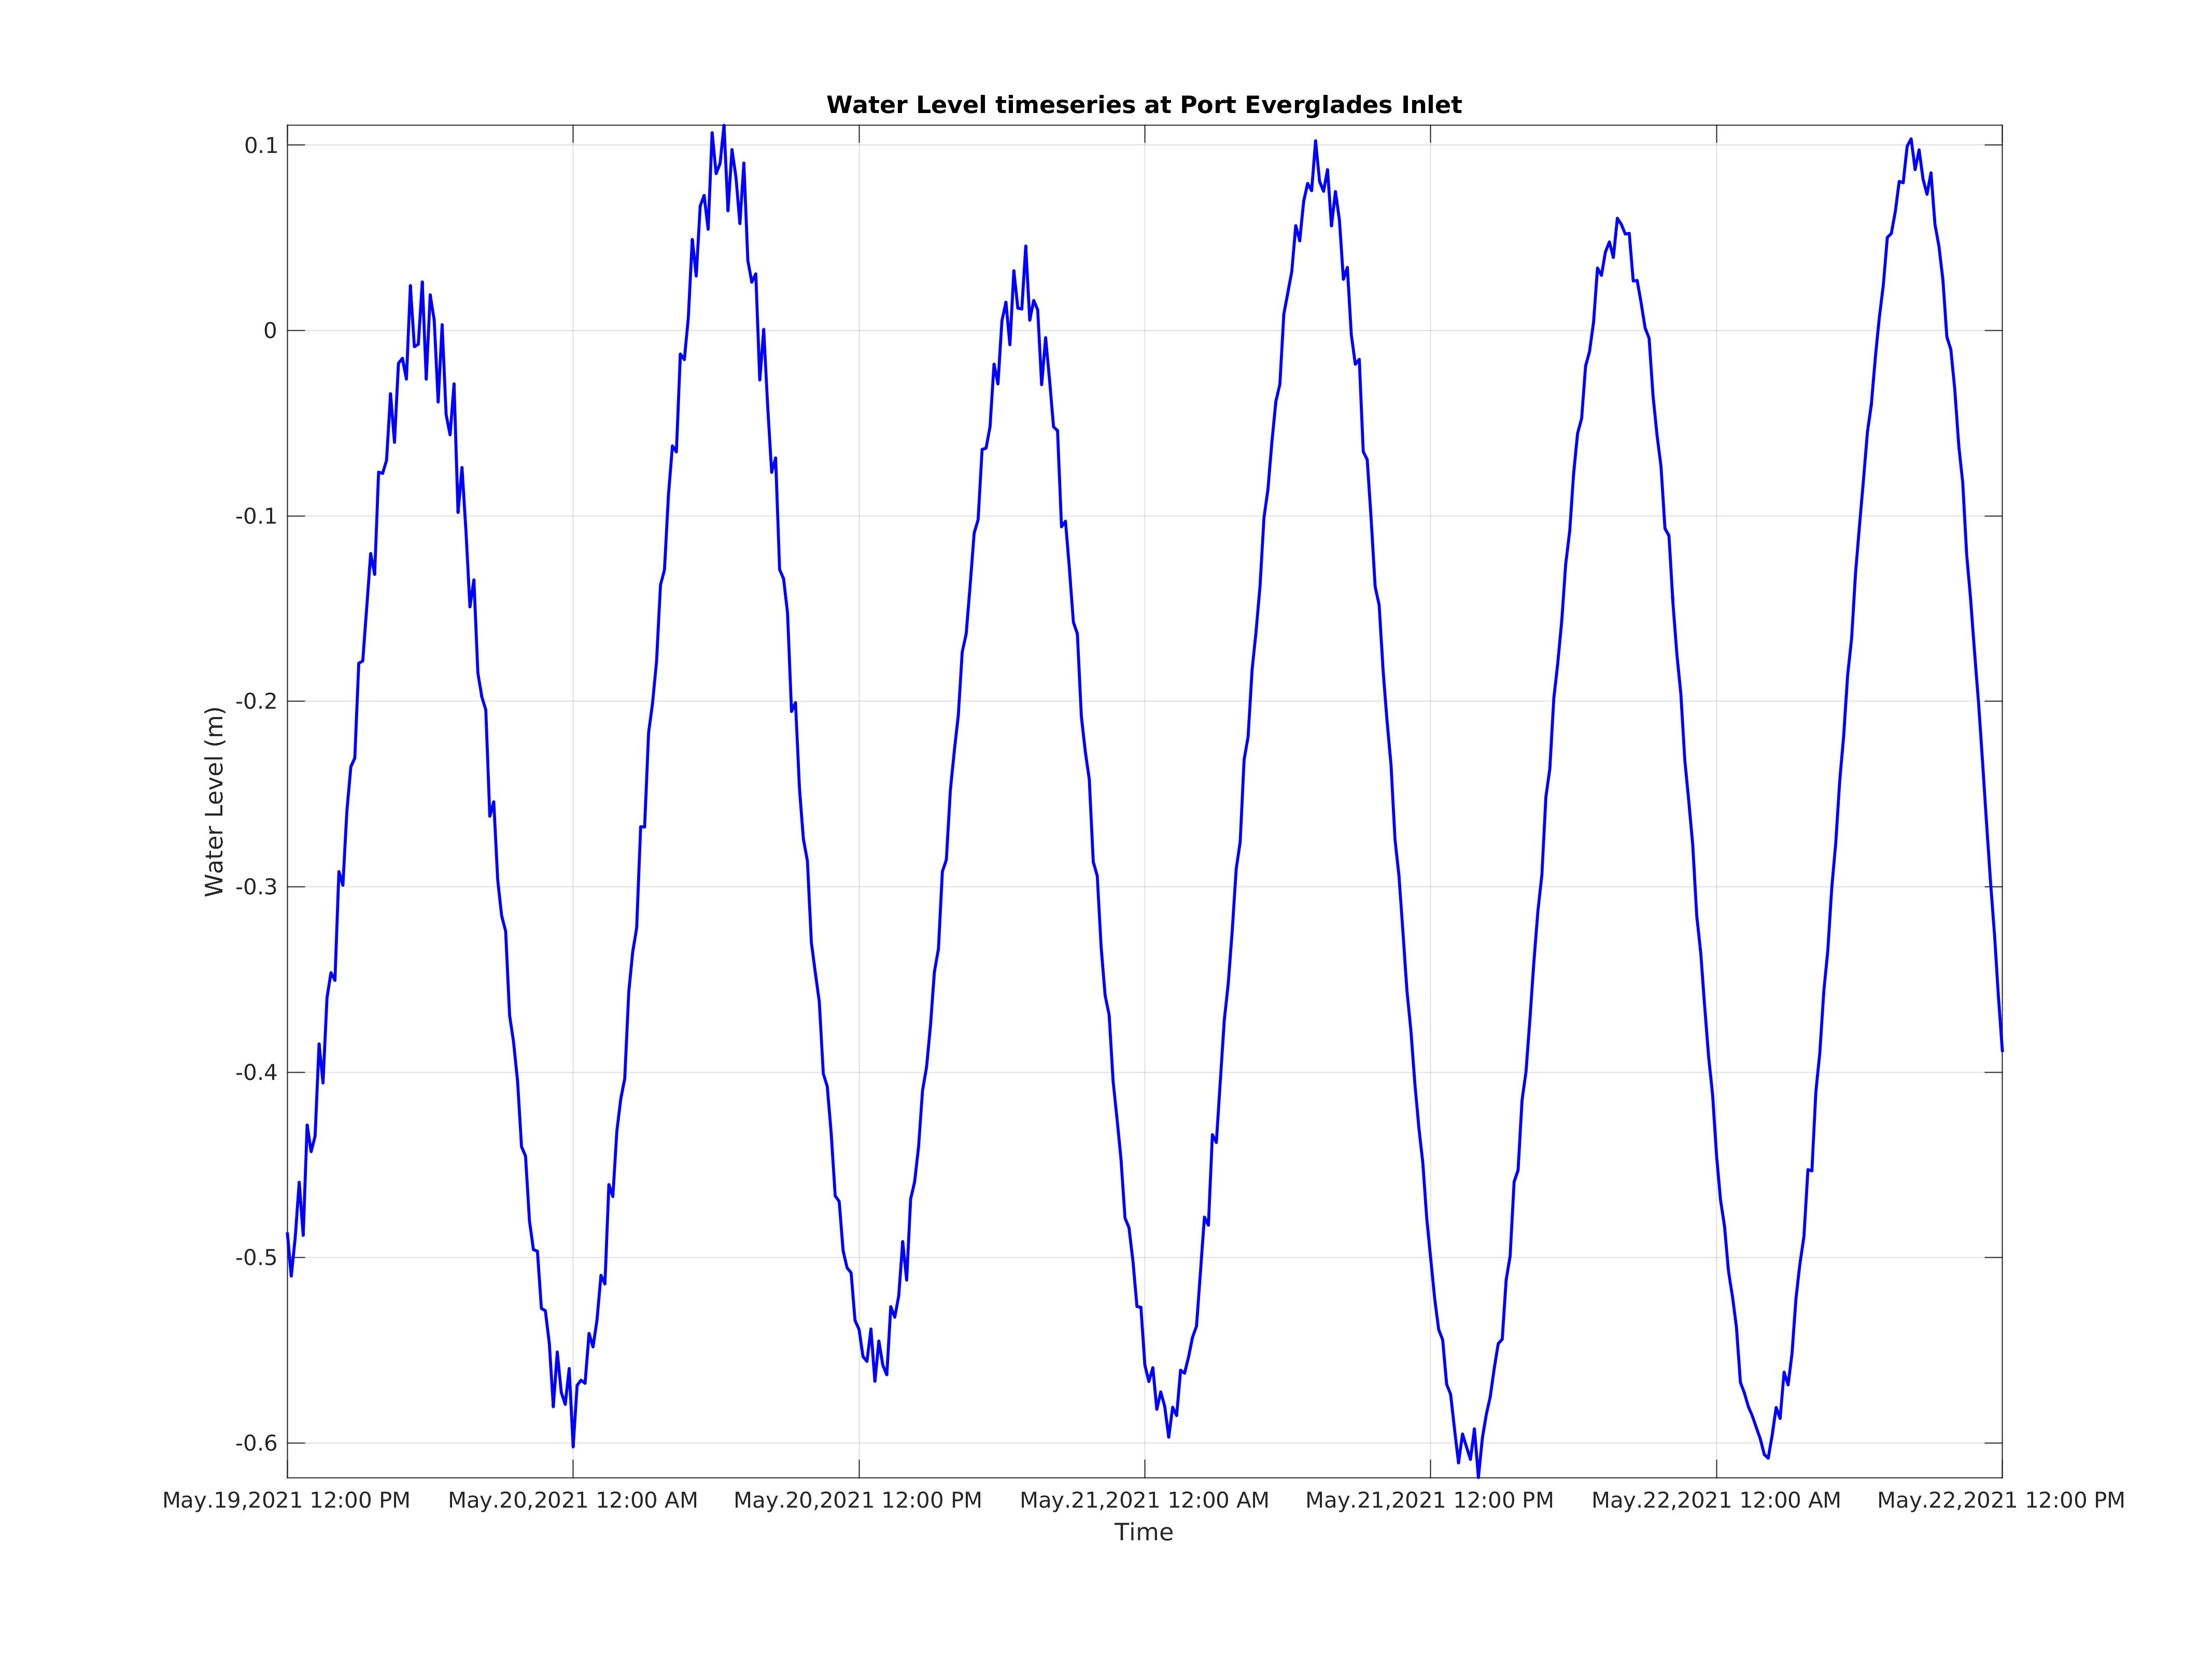 Water Level timeseries at Port Everglades Inlet
Water Level (m)
0.1
0
-0.1
-0.2
-0.3
-0.4
-0.5
-0.6
May.19,2021 12:00 PM
May.20,2021 12:00 AM
May.20,2021 12:00 PM
May.21,2021 12:00 AM
May.21,2021 12:00 PM
May.22,2021 12:00 AM
May.22,2021 12:00 PM
Time